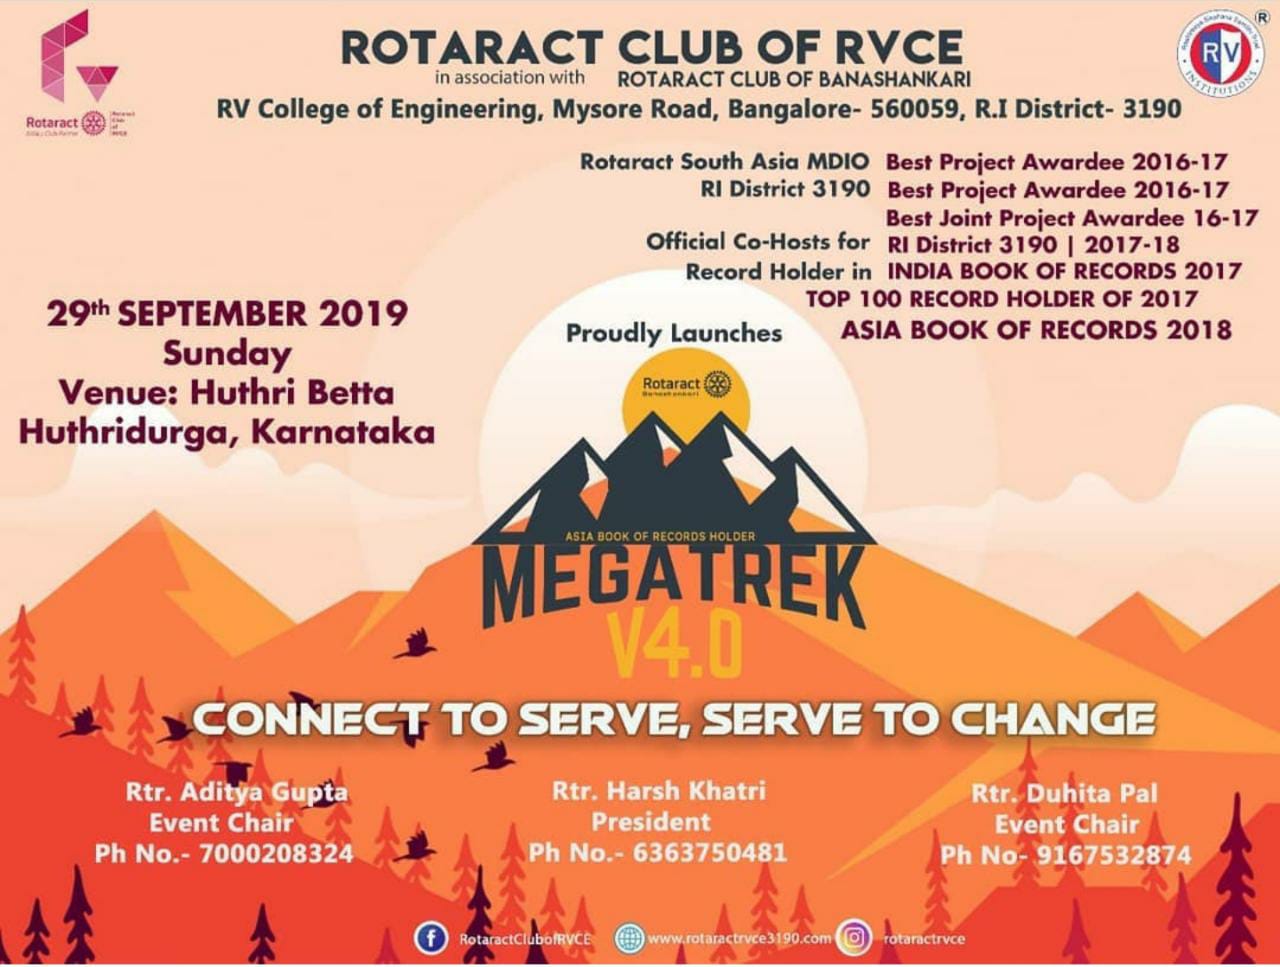 ROTARACT CLUB OF RVCE
in association with ROTARACT CLUB OF BANASHANKARI
RV College of Engineering, Mysore Road, Bangalore- 560059, R.I District- 3190
Rotaract
RV
INSTITUTIONS
®
Rotaract South Asia MDIO Best Project Awardee 2016-17
RI District 3190 Best Project Awardee 2016-17
Best Joint Project Awardee 16-17
Official Co-Hosts for RI District 3190 | 2017-18
Record Holder in INDIA BOOK OF RECORDS 2017
TOP 100 RECORD HOLDER OF 2017
ASIA BOOK OF RECORDS 2018
29th SEPTEMBER 2019
Sunday
Venue: Huthri Betta
Huthridurga, Karnataka
Proudly Launches
Rotaract
Banashankari
ASIA BOOK OF RECORDS HOLDER
MEGATREK
V4.0
CONNECT TO SERVE, SERVE TO CHANGE
Rtr. Aditya Gupta
Event Chair
Ph No.- 7000208324
Rtr. Harsh Khatri
President
Ph No.- 6363750481
Rtr. Duhita Pal
Event Chair
Ph No- 9167532874
RotaractClubofRVCE
www.rotaractrvce3190.com
rotaractrvce